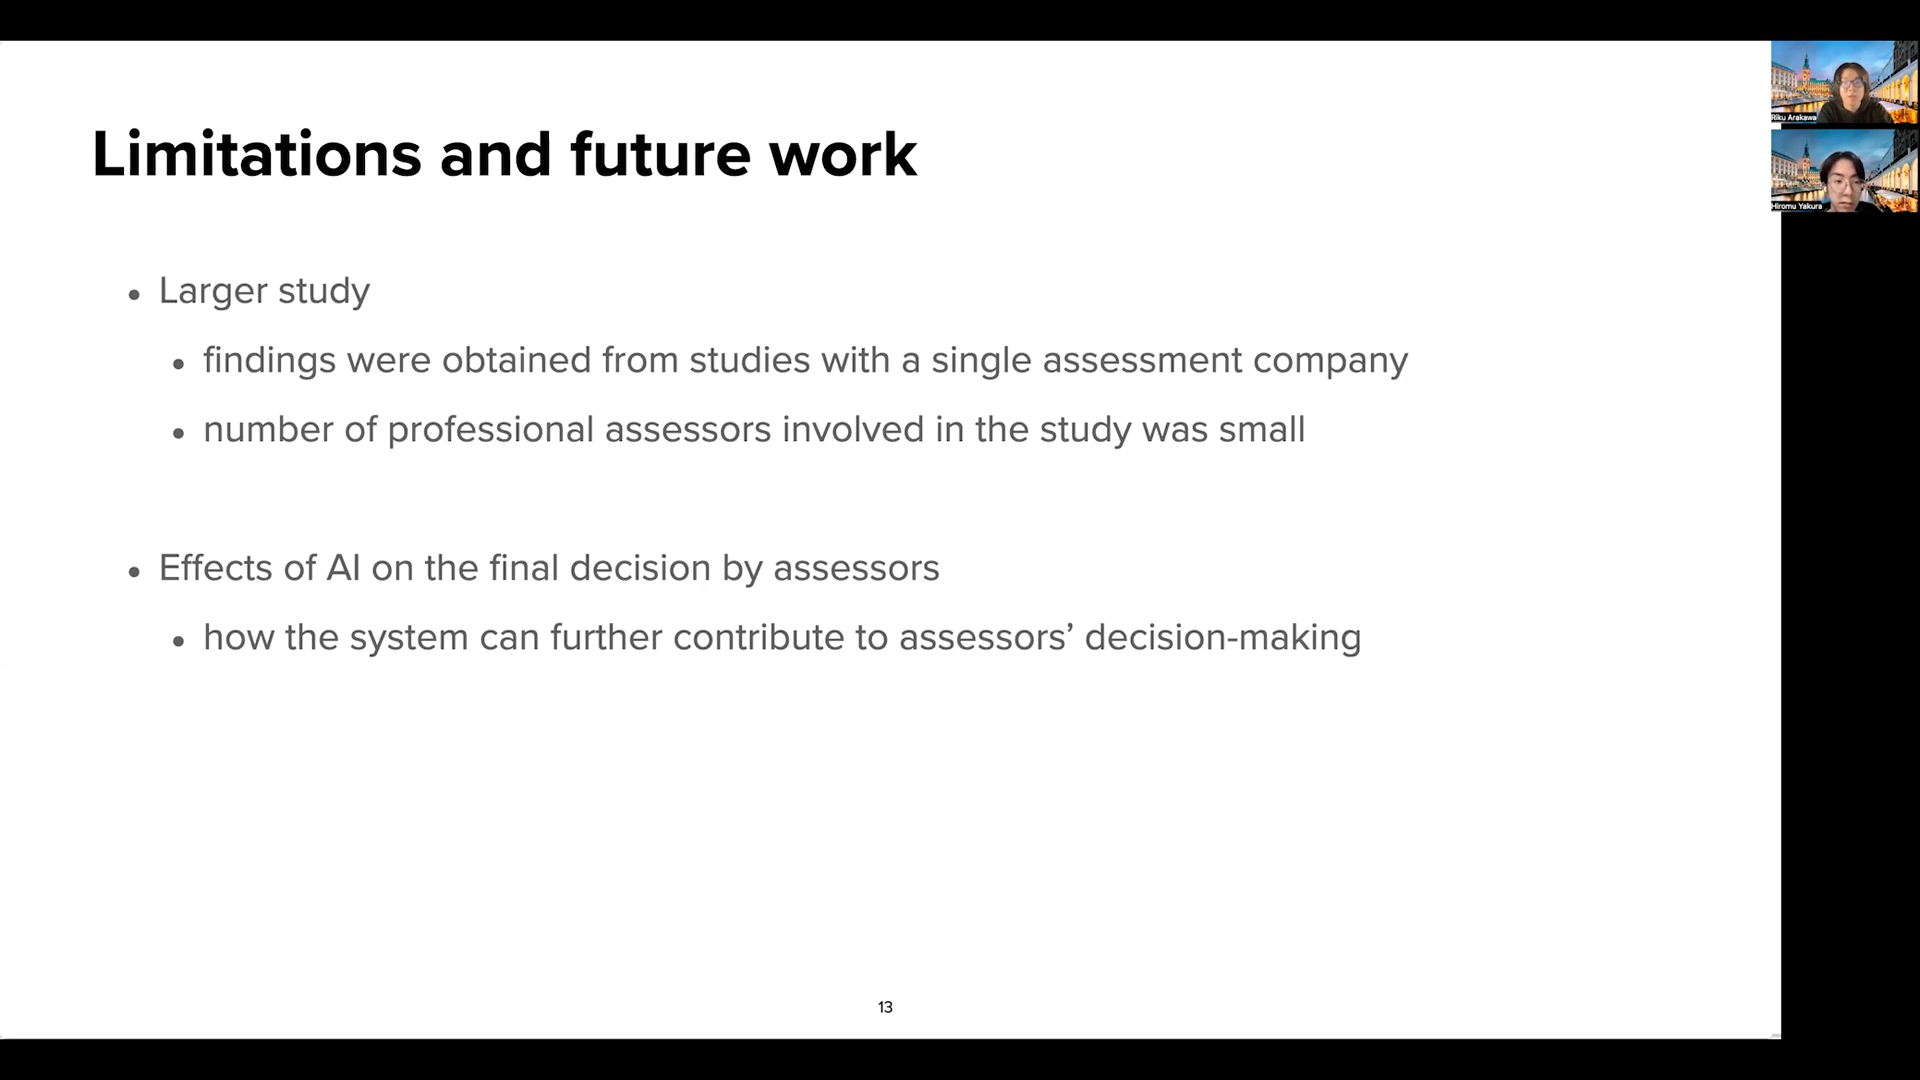 Limitations and future work
• Larger study
• findings were obtained from studies with a single assessment company
• number of professional assessors involved in the study was small
• Effects of AI on the final decision by assessors
• how the system can further contribute to assessors’ decision-making
13
Riku Arakawa
Hiromu Yakura